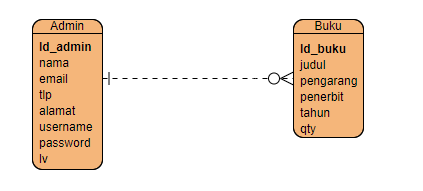 Admin
Id_admin
nama
email
tlp
alamat
username
password
lv
Buku
Id_buku
judul
pengarang
penerbit
tahun
qty